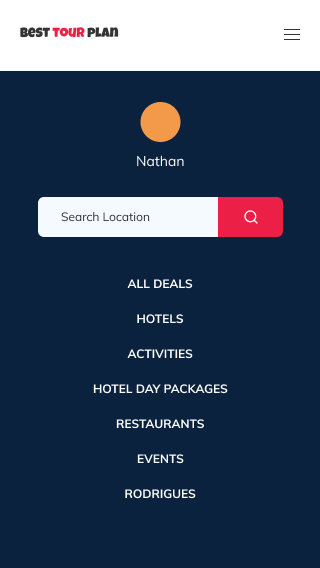 BEST TOUR PLAN
Nathan
Search Location
ALL DEALS
HOTELS
ACTIVITIES
HOTEL DAY PACKAGES
RESTAURANTS
EVENTS
RODRIGUES